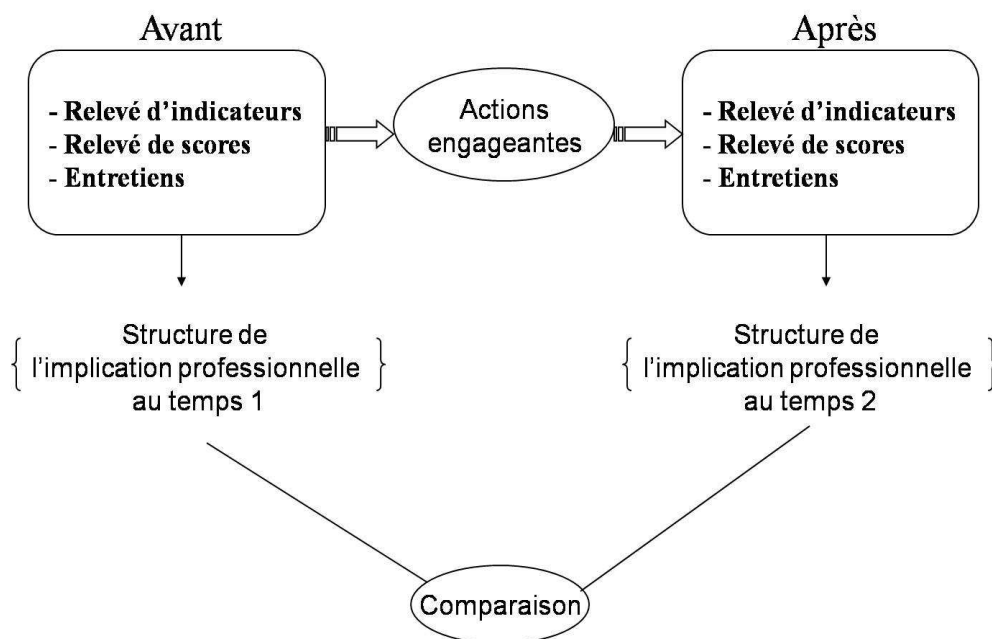 Avant
- Relevé d'indicateurs
- Relevé de scores
- Entretiens
Actions
engageantes
Après
- Relevé d'indicateurs
- Relevé de scores
- Entretiens
Structure de
l'implication professionnelle
au temps 1
Structure de
l'implication professionnelle
au temps 2
Comparaison